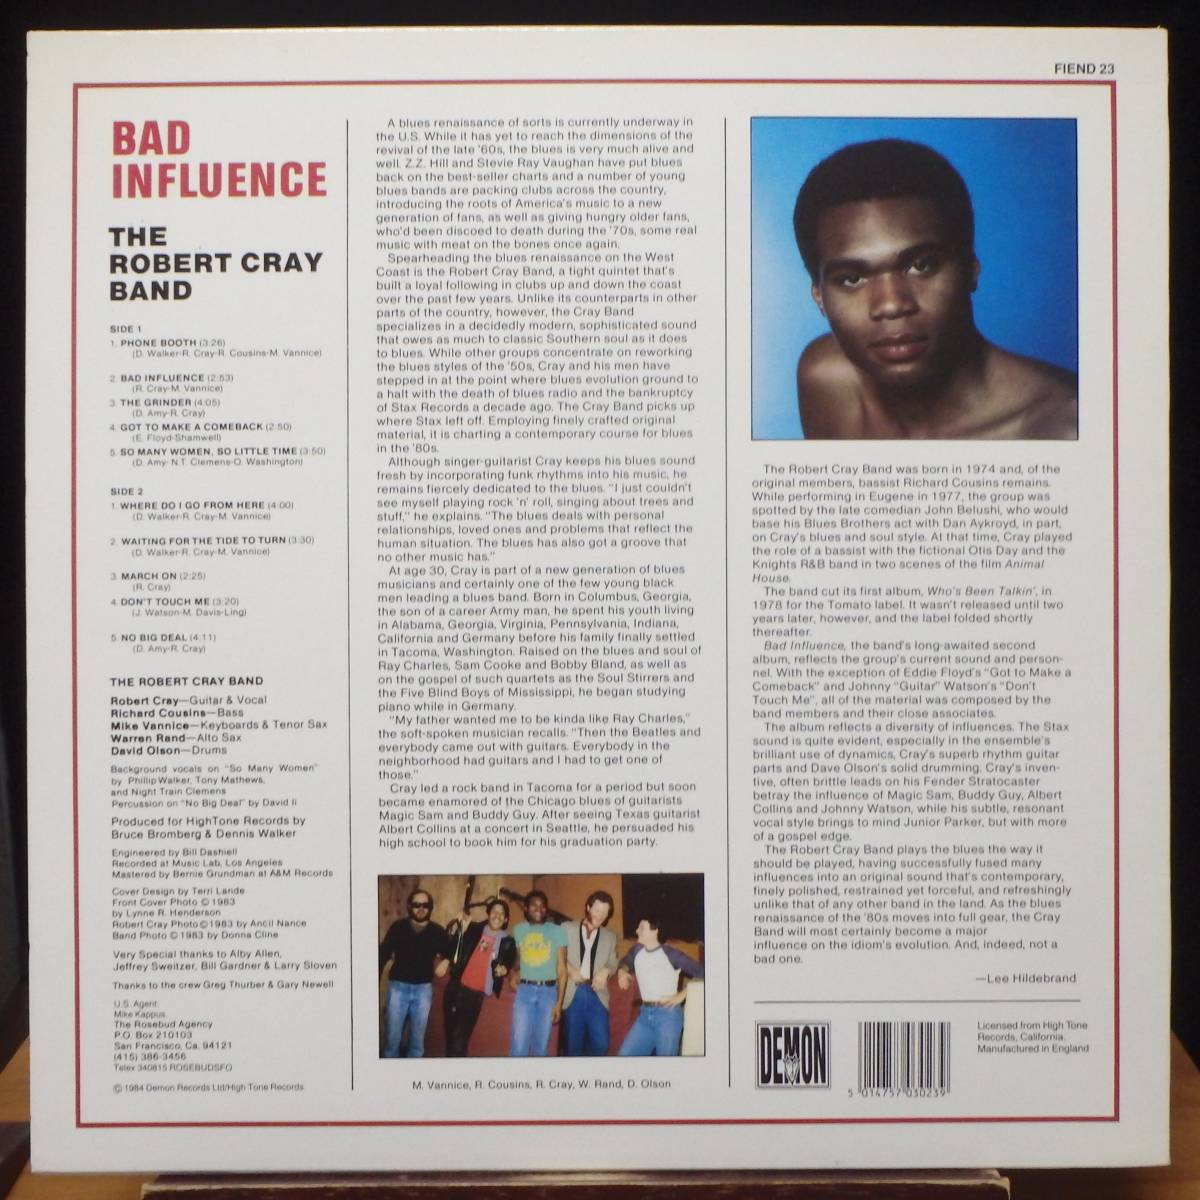 FIEND 23
BAD
INFLUENCE
THE
ROBERT CRAY
BAND
SIDE 1
1. PHONE BOOTH (3:26)
(D. Walker-R. Cray-R. Cousins-M. Vannice)
2. BAD INFLUENCE (2:53)
(R. Cray-M. Vannice)
3. THE GRINDER (4:05)
(D. Amy-R. Cray)
4. GOT TO MAKE A COMEBACK (2:50)
(E. Floyd-Shamwell)
5. SO MANY WOMEN, SO LITTLE TIME (3:50)
(D. Amy-N.T. Clemens-O. Washington)
SIDE 2
1. WHERE DO I GO FROM HERE (4:00)
(D. Walker-R. Cray-M. Vannice)
2. WAITING FOR THE TIDE TO TURN (3:30)
(D. Walker-R. Cray-M. Vannice)
3. MARCH ON (2:25)
(R. Cray)
4. DON'T TOUCH ME (3:20)
(J. Watson-M. Davis-Ling)
5. NO BIG DEAL (4:11)
(D. Amy-R. Cray)
THE ROBERT CRAY BAND
Robert Cray—Guitar & Vocal
Richard Cousins—Bass
Mike Vannice—Keyboards & Tenor Sax
Warren Rand—Alto Sax
David Olson—Drums
Background vocals on "So Many Women"
by Phillip Walker, Tony Mathews,
and Night Train Clemens
Percussion on "No Big Deal" by David Ii
Produced for HighTone Records by
Bruce Bromberg & Dennis Walker
Engineered by Bill Dashiell
Recorded at Music Lab, Los Angeles
Mastered by Bernie Grundman at A&M Records
Cover Design by Terri Lande
Front Cover Photo © 1983
by Lynne R. Henderson
Robert Cray Photo © 1983 by Ancil Nance
Band Photo © 1983 by Donna Cline
Very Special thanks to Alby Allen,
Jeffrey Sweitzer, Bill Gardner & Larry Sloven
Thanks to the crew Greg Thurber & Gary Newell
U.S. Agent:
Mike Kappus
The Rosebud Agency
P.O. Box 210103
San Francisco, Ca. 94121
(415) 386-3456
Telex 340815 ROSEBUDSFO
© 1984 Demon Records Ltd/High Tone Records
A blues renaissance of sorts is currently underway in
the U.S. While it has yet to reach the dimensions of the
revival of the late '60s, the blues is very much alive and
well. Z.Z. Hill and Stevie Ray Vaughan have put blues
back on the best-seller charts and a number of young
blues bands are packing clubs across the country,
introducing the roots of America's music to a new
generation of fans, as well as giving hungry older fans,
who'd been discoed to death during the '70s, some real
music with meat on the bones once again.
Spearheading the blues renaissance on the West
Coast is the Robert Cray Band, a tight quintet that's
built a loyal following in clubs up and down the coast
over the past few years. Unlike its counterparts in other
parts of the country, however, the Cray Band
specializes in a decidedly modern, sophisticated sound
that owes as much to classic Southern soul as it does
to blues. While other groups concentrate on reworking
the blues styles of the '50s, Cray and his men have
stepped in at the point where blues evolution ground to
a halt with the death of blues radio and the bankruptcy
of Stax Records a decade ago. The Cray Band picks up
where Stax left off. Employing finely crafted original
material, it is charting a contemporary course for blues
in the '80s.
Although singer-guitarist Cray keeps his blues sound
fresh by incorporating funk rhythms into his music, he
remains fiercely dedicated to the blues. "I just couldn't
see myself playing rock 'n' roll, singing about trees and
stuff," he explains. "The blues deals with personal
relationships, loved ones and problems that reflect the
human situation. The blues has also got a groove that
no other music has."
At age 30, Cray is part of a new generation of blues
musicians and certainly one of the few young black
men leading a blues band. Born in Columbus, Georgia,
the son of a career Army man, he spent his youth living
in Alabama, Georgia, Virginia, Pennsylvania, Indiana,
California and Germany before his family finally settled
in Tacoma, Washington. Raised on the blues and soul of
Ray Charles, Sam Cooke and Bobby Bland, as well as
on the gospel of such quartets as the Soul Stirrers and
the Five Blind Boys of Mississippi, he began studying
piano while in Germany.
"My father wanted me to be kinda like Ray Charles,"
the soft-spoken musician recalls. "Then the Beatles and
everybody came out with guitars. Everybody in the
neighborhood had guitars and I had to get one of
those."
Cray led a rock band in Tacoma for a period but soon
became enamored of the Chicago blues of guitarists
Magic Sam and Buddy Guy. After seeing Texas guitarist
Albert Collins at a concert in Seattle, he persuaded his
high school to book him for his graduation party.
M. Vannice, R. Cousins, R. Cray, W. Rand, D. Olson
The Robert Cray Band was born in 1974 and, of the
original members, bassist Richard Cousins remains.
While performing in Eugene in 1977, the group was
spotted by the late comedian John Belushi, who would
base his Blues Brothers act with Dan Aykroyd, in part,
on Cray's blues and soul style. At that time, Cray played
the role of a bassist with the fictional Otis Day and the
Knights R&B band in two scenes of the film Animal
House.
The band cut its first album, Who's Been Talkin', in
1978 for the Tomato label. It wasn't released until two
years later, however, and the label folded shortly
thereafter.
Bad Influence, the band's long-awaited second
album, reflects the group's current sound and person-
nel. With the exception of Eddie Floyd's "Got to Make a
Comeback" and Johnny "Guitar" Watson's "Don't
Touch Me", all of the material was composed by the
band members and their close associates.
The album reflects a diversity of influences. The Stax
sound is quite evident, especially in the ensemble's
brilliant use of dynamics, Cray's superb rhythm guitar
parts and Dave Olson's solid drumming. Cray's inven-
tive, often brittle leads on his Fender Stratocaster
betray the influence of Magic Sam, Buddy Guy, Albert
Collins and Johnny Watson, while his subtle, resonant
vocal style brings to mind Junior Parker, but with more
of a gospel edge.
The Robert Cray Band plays the blues the way it
should be played, having successfully fused many
influences into an original sound that's contemporary,
finely polished, restrained yet forceful, and refreshingly
unlike that of any other band in the land. As the blues
renaissance of the '80s moves into full gear, the Cray
Band will most certainly become a major
influence on the idiom's evolution. And, indeed, not a
bad one.
—Lee Hildebrand
DEMON
5 014757 030239
Licensed from High Tone
Records, California.
Manufactured in England